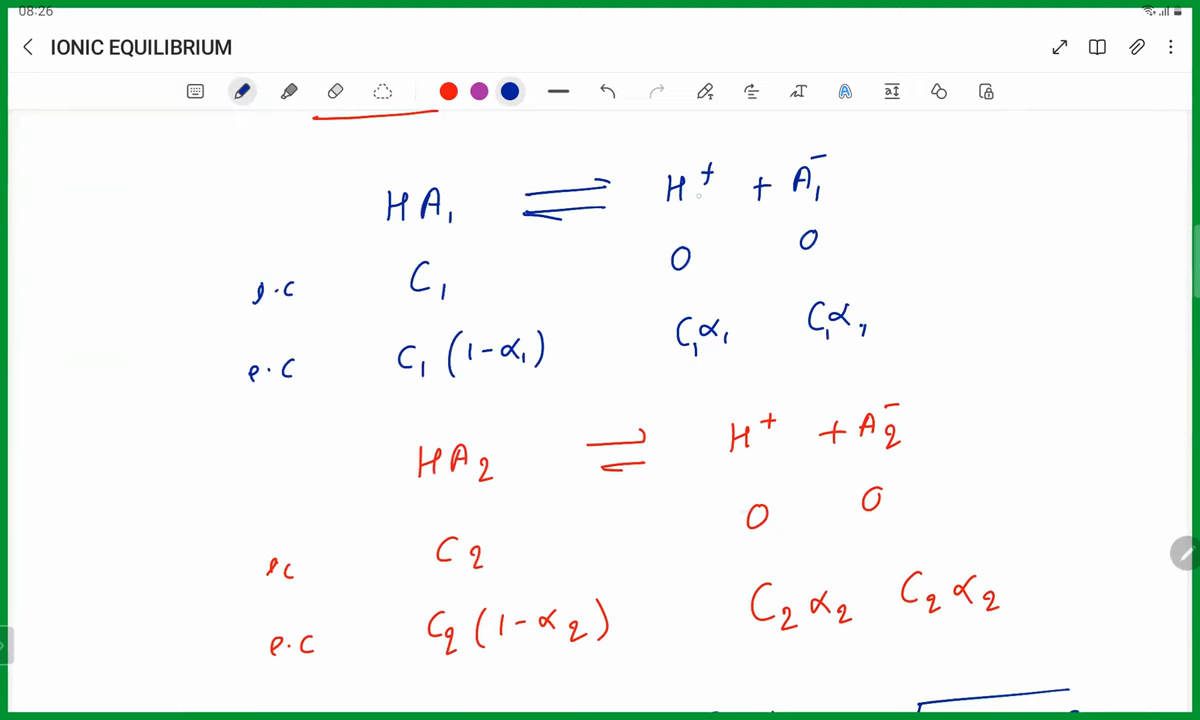 08:26
IONIC EQUILIBRIUM
HA₁ ⇌ H⁺ + A₁⁻
I.C C₁ 0 0
e.C C₁(1-α₁) C₁α₁ C₁α₁
HA₂ ⇌ H⁺ + A₂⁻
IC C₂ 0 0
e.C C₂(1-α₂) C₂α₂ C₂α₂